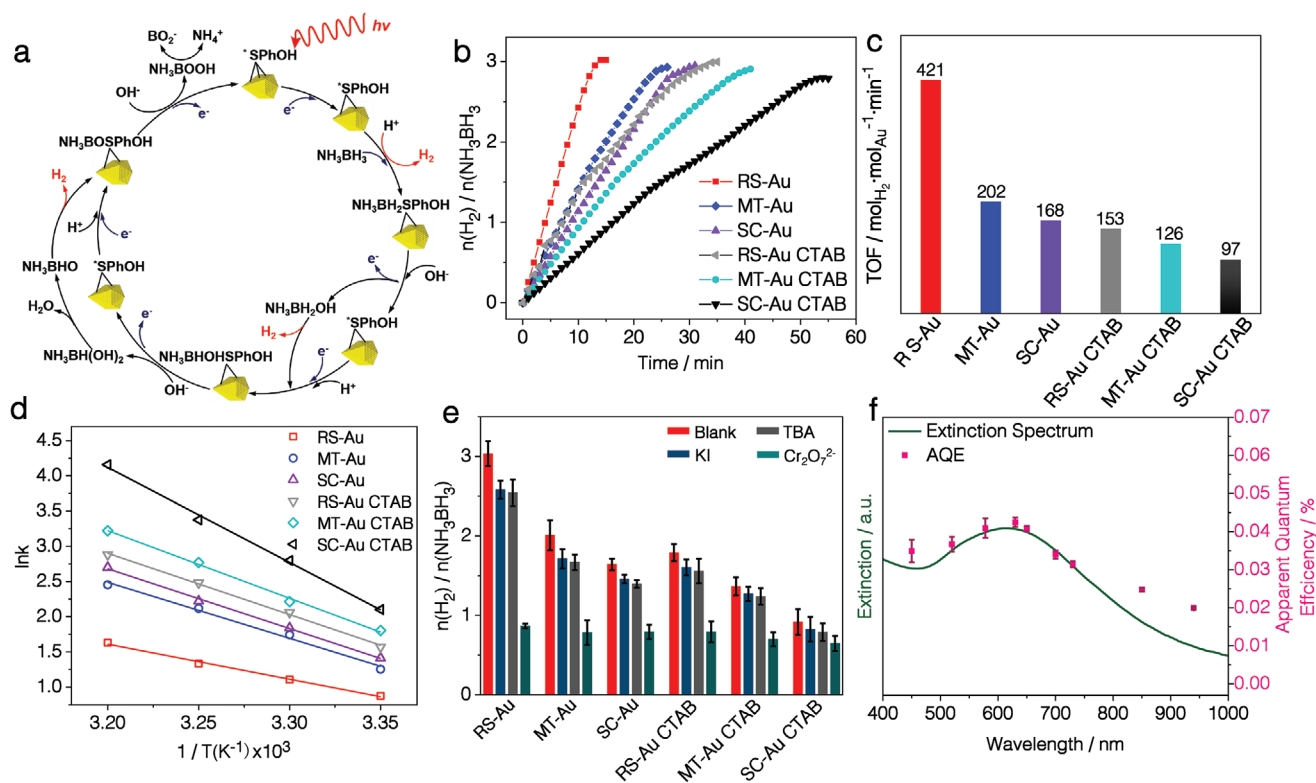 a
BO₂⁻
NH₄⁺
NH₃BOOH
OH⁻
e⁻
*SPhOH
hν
e⁻
*SPhOH
H⁺
H₂
NH₃BH₃
NH₃BH₂SPhOH
e⁻
OH⁻
NH₃BH₂OH
H₂
*SPhOH
e⁻
H⁺
NH₃BHOHSPhOH
OH⁻
e⁻
NH₃BH(OH)₂
H₂O
NH₃BHO
*SPhOH
H⁺
e⁻
H₂
NH₃BOSPhOH
b
n(H₂) / n(NH₃BH₃)
3
2
1
0
RS-Au
MT-Au
SC-Au
RS-Au CTAB
MT-Au CTAB
SC-Au CTAB
0 10 20 30 40 50 60
Time / min
c
TOF / mol_H₂·mol_Au⁻¹·min⁻¹
421
202
168
153
126
97
R S-Au
MT-Au
SC-Au
RS-Au CTAB
MT-Au CTAB
SC-Au CTAB
d
lnk
4.5
4.0
3.5
3.0
2.5
2.0
1.5
1.0
RS-Au
MT-Au
SC-Au
RS-Au CTAB
MT-Au CTAB
SC-Au CTAB
3.20 3.25 3.30 3.35
1 / T(K⁻¹) x10³
e
n(H₂) / n(NH₃BH₃)
3
2
1
0
Blank
KI
TBA
Cr₂O₇²⁻
RS-Au
MT-Au
SC-Au
RS-Au CTAB
MT-Au CTAB
SC-Au CTAB
f
Extinction / a.u.
Extinction Spectrum
AQE
0.07
0.06
0.05
0.04
0.03
0.02
0.01
0.00
Apparent Quantum
Effcicency / %
400 500 600 700 800 900 1000
Wavelength / nm